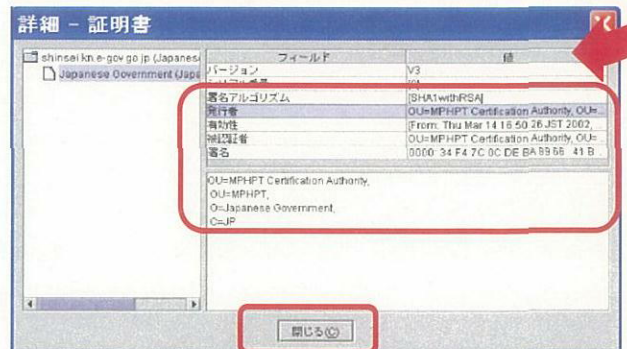 詳細 - 証明書
shinsei.kn.e-gov.go.jp (Japanes
Japanese Government (Japa
フィールド 値
バージョン V3
署名アルゴリズム [SHA1withRSA]
発行者 OU=MPHPT Certification Authority, OU=...
有効性 [From: Thu Mar 14 16:50:26 JST 2002,
被認証者 OU=MPHPT Certification Authority, OU=
署名 0000: 34 F4 7C 0C DE BA 89 66 41 B...
OU=MPHPT Certification Authority,
OU=MPHPT,
O=Japanese Government,
C=JP
閉じる(C)